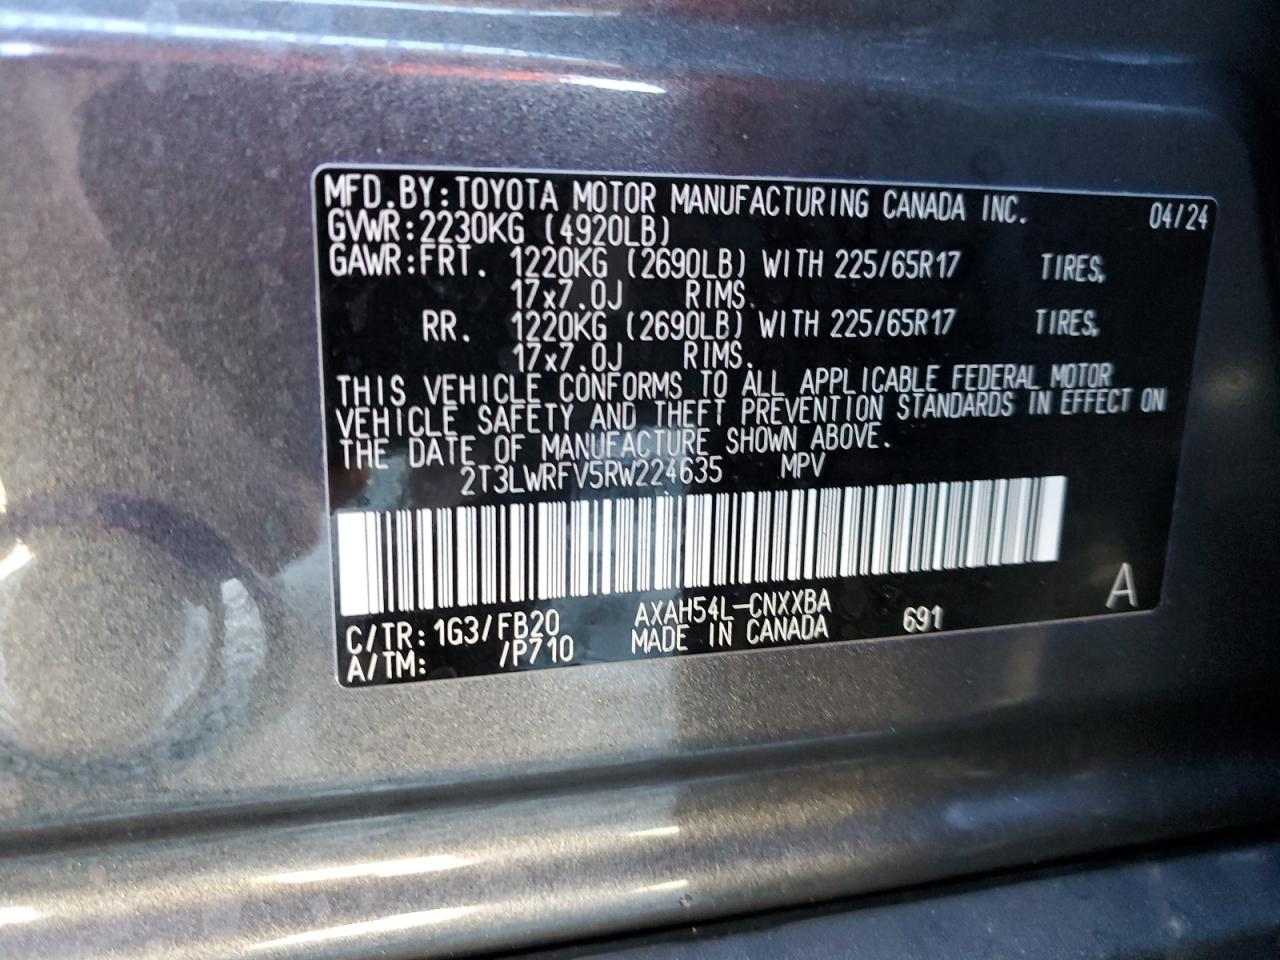 MFD.BY:TOYOTA MOTOR MANUFACTURING CANADA INC. 04/24
GVWR:2230KG (4920LB)
GAWR:FRT. 1220KG (2690LB) WITH 225/65R17 TIRES,
17x7.0J RIMS.
RR. 1220KG (2690LB) WITH 225/65R17 TIRES,
17x7.0J RIMS.
THIS VEHICLE CONFORMS TO ALL APPLICABLE FEDERAL MOTOR
VEHICLE SAFETY AND THEFT PREVENTION STANDARDS IN EFFECT ON
THE DATE OF MANUFACTURE SHOWN ABOVE.
2T3LWRFV5RW224635 MPV
C/TR: 1G3/FB20 AXAH54L-CNXXBA 691 A
A/TM: /P710 MADE IN CANADA